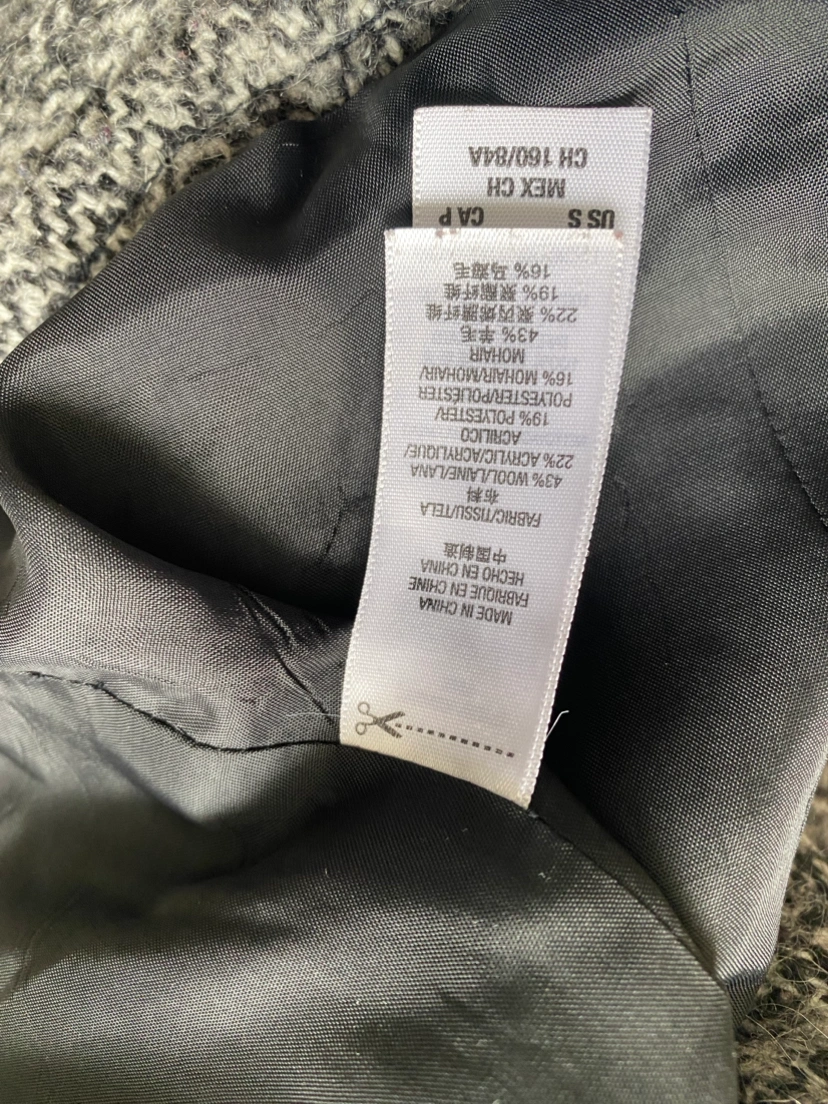 MADE IN CHINA
FABRIQUE EN CHINE
HECHO EN CHINA
中国制造
FABRIC/TISSU/TELA
布料
43% WOOL/LAINE/LANA
22% ACRYLIC/ACRYLIQUE/
ACRILICO
19% POLYESTER/
POLYESTER/POLIÉSTER
16% MOHAIR/MOHAIR/
MOHAIR
43% 羊毛
22% 聚丙烯腈纤维
19% 聚酯纤维
16% 马海毛
US S CA P
MEX CH
CH 160/84A